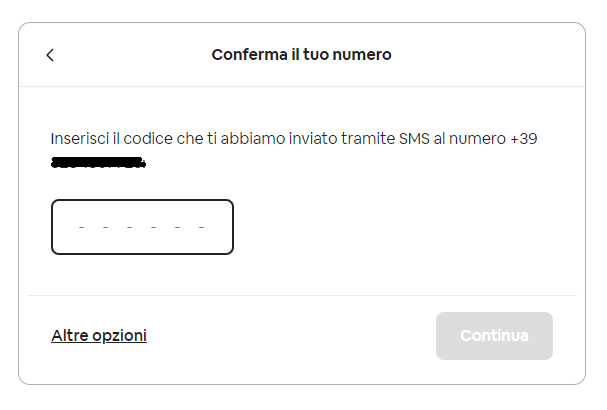 Conferma il tuo numero
Inserisci il codice che ti abbiamo inviato tramite SMS al numero +39
- - - - - -
Altre opzioni
Continua